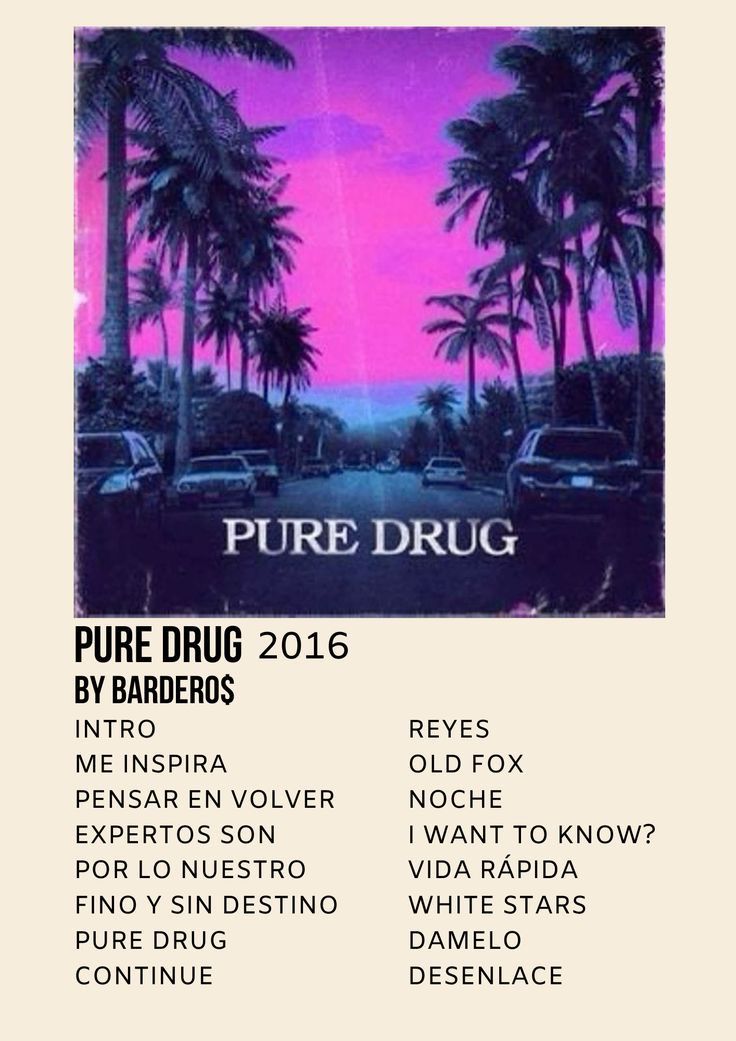 PURE DRUG
PURE DRUG 2016
BY BARDERO$
INTRO
ME INSPIRA
PENSAR EN VOLVER
EXPERTOS SON
POR LO NUESTRO
FINO Y SIN DESTINO
PURE DRUG
CONTINUE
REYES
OLD FOX
NOCHE
I WANT TO KNOW?
VIDA RÁPIDA
WHITE STARS
DAMELO
DESENLACE